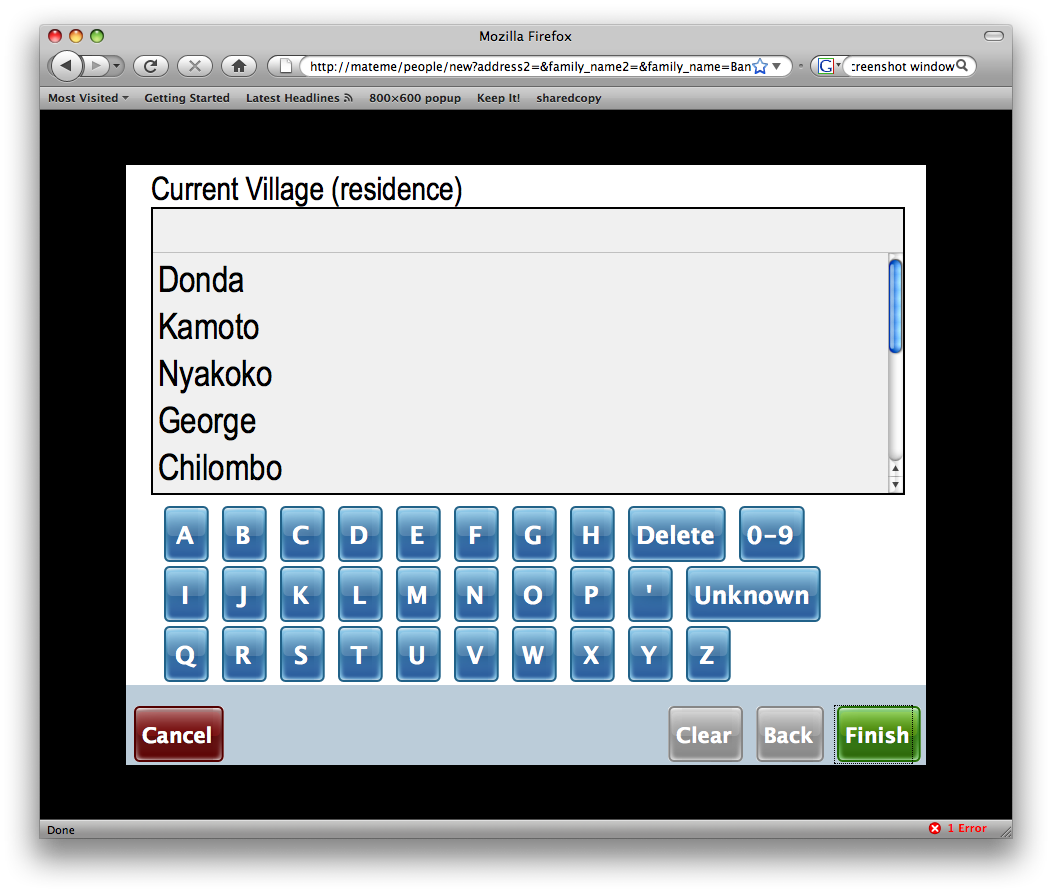 Mozilla Firefox
http://mateme/people/new?address2=&family_name2=&family_name=Ban
G
creenshot window
Most Visited Getting Started Latest Headlines 800×600 popup Keep It! sharedcopy
Current Village (residence)
Donda
Kamoto
Nyakoko
George
Chilombo
A B C D E F G H Delete 0-9
I J K L M N O P ' Unknown
Q R S T U V W X Y Z
Cancel Clear Back Finish
Done 1 Error